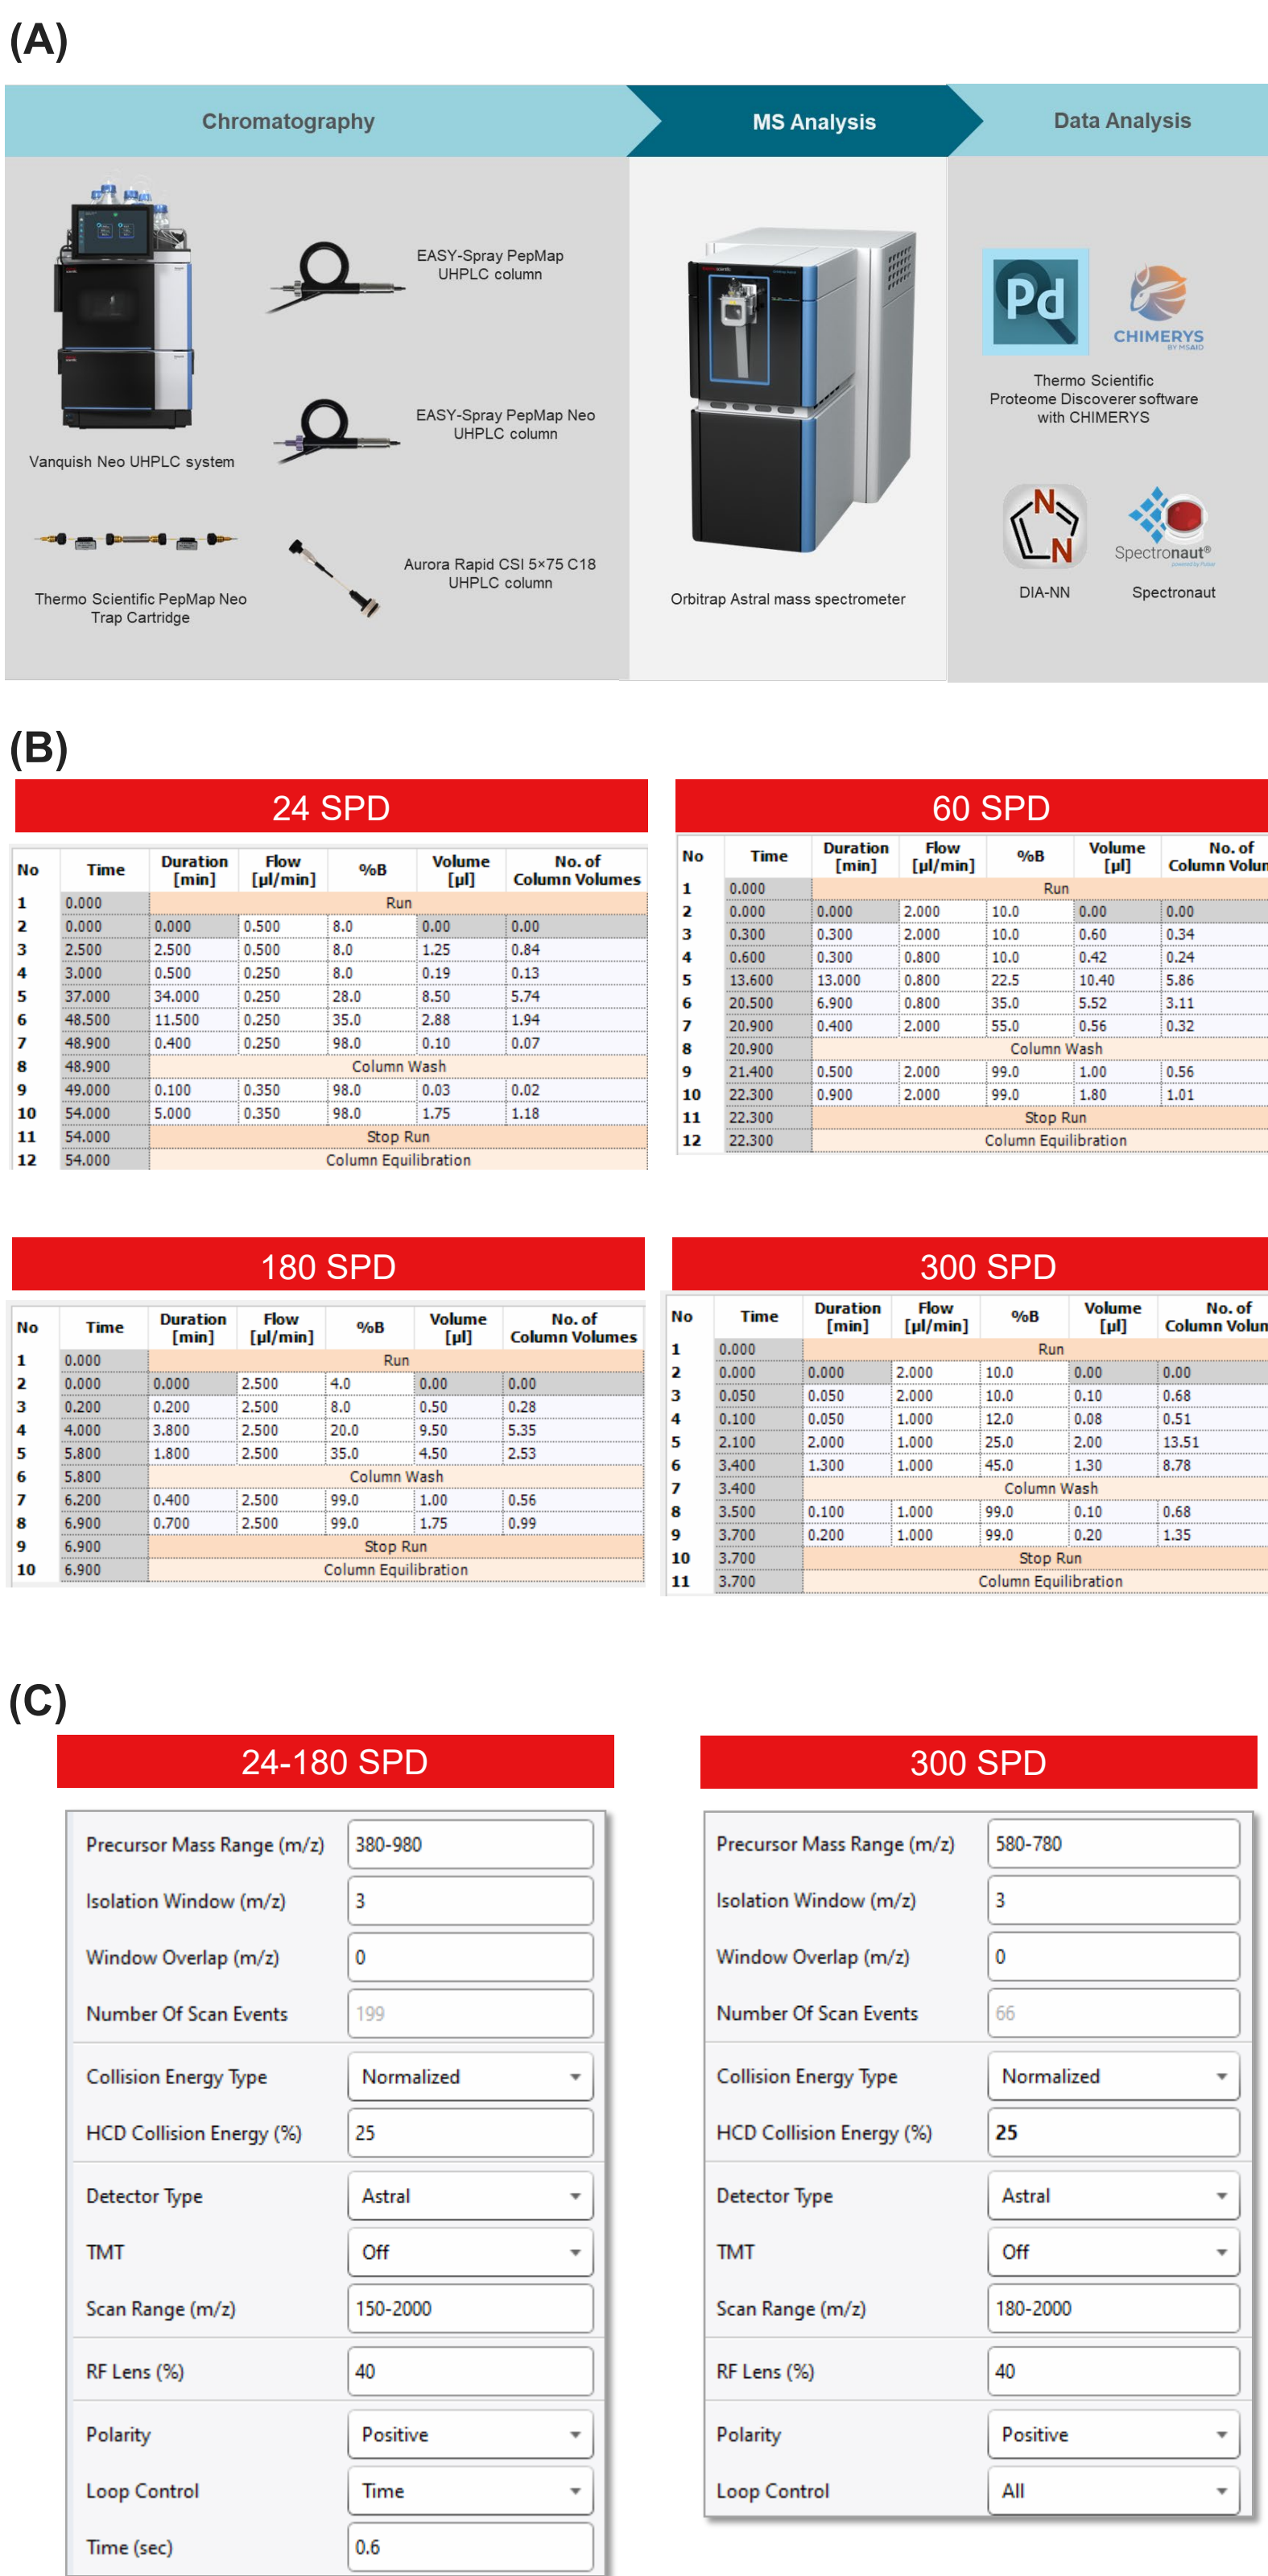 (A)
Chromatography
MS Analysis
Data Analysis
EASY-Spray PepMap
UHPLC column
EASY-Spray PepMap Neo
UHPLC column
Vanquish Neo UHPLC system
Aurora Rapid CSI 5×75 C18
UHPLC column
Thermo Scientific PepMap Neo
Trap Cartridge
Orbitrap Astral mass spectrometer
Pd
CHIMERYS
BY MSAID
Thermo Scientific
Proteome Discoverer software
with CHIMERYS
N
N
Spectronaut®
DIA-NN
Spectronaut
(B)
24 SPD
No Time Duration [min] Flow [µl/min] %B Volume [µl] No. of Column Volumes
1 0.000 Run
2 0.000 0.000 0.500 8.0 0.00 0.00
3 2.500 2.500 0.500 8.0 1.25 0.84
4 3.000 0.500 0.250 8.0 0.19 0.13
5 37.000 34.000 0.250 28.0 8.50 5.74
6 48.500 11.500 0.250 35.0 2.88 1.94
7 48.900 0.400 0.250 98.0 0.10 0.07
8 48.900 Column Wash
9 49.000 0.100 0.350 98.0 0.03 0.02
10 54.000 5.000 0.350 98.0 1.75 1.18
11 54.000 Stop Run
12 54.000 Column Equilibration
60 SPD
No Time Duration [min] Flow [µl/min] %B Volume [µl] No. of Column Volum
1 0.000 Run
2 0.000 0.000 2.000 10.0 0.00 0.00
3 0.300 0.300 2.000 10.0 0.60 0.34
4 0.600 0.300 0.800 10.0 0.42 0.24
5 13.600 13.000 0.800 22.5 10.40 5.86
6 20.500 6.900 0.800 35.0 5.52 3.11
7 20.900 0.400 2.000 55.0 0.56 0.32
8 20.900 Column Wash
9 21.400 0.500 2.000 99.0 1.00 0.56
10 22.300 0.900 2.000 99.0 1.80 1.01
11 22.300 Stop Run
12 22.300 Column Equilibration
180 SPD
No Time Duration [min] Flow [µl/min] %B Volume [µl] No. of Column Volumes
1 0.000 Run
2 0.000 0.000 2.500 4.0 0.00 0.00
3 0.200 0.200 2.500 8.0 0.50 0.28
4 4.000 3.800 2.500 20.0 9.50 5.35
5 5.800 1.800 2.500 35.0 4.50 2.53
6 5.800 Column Wash
7 6.200 0.400 2.500 99.0 1.00 0.56
8 6.900 0.700 2.500 99.0 1.75 0.99
9 6.900 Stop Run
10 6.900 Column Equilibration
300 SPD
No Time Duration [min] Flow [µl/min] %B Volume [µl] No. of Column Volum
1 0.000 Run
2 0.000 0.000 2.000 10.0 0.00 0.00
3 0.050 0.050 2.000 10.0 0.10 0.68
4 0.100 0.050 1.000 12.0 0.08 0.51
5 2.100 2.000 1.000 25.0 2.00 13.51
6 3.400 1.300 1.000 45.0 1.30 8.78
7 3.400 Column Wash
8 3.500 0.100 1.000 99.0 0.10 0.68
9 3.700 0.200 1.000 99.0 0.20 1.35
10 3.700 Stop Run
11 3.700 Column Equilibration
(C)
24-180 SPD
Precursor Mass Range (m/z) 380-980
Isolation Window (m/z) 3
Window Overlap (m/z) 0
Number Of Scan Events 199
Collision Energy Type Normalized
HCD Collision Energy (%) 25
Detector Type Astral
TMT Off
Scan Range (m/z) 150-2000
RF Lens (%) 40
Polarity Positive
Loop Control Time
Time (sec) 0.6
300 SPD
Precursor Mass Range (m/z) 580-780
Isolation Window (m/z) 3
Window Overlap (m/z) 0
Number Of Scan Events 66
Collision Energy Type Normalized
HCD Collision Energy (%) 25
Detector Type Astral
TMT Off
Scan Range (m/z) 180-2000
RF Lens (%) 40
Polarity Positive
Loop Control All